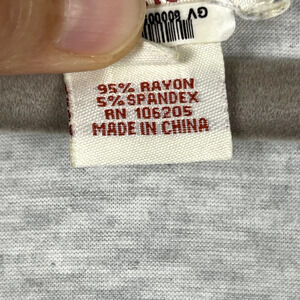 95% RAYON
5% SPANDEX
RN 106205
MADE IN CHINA